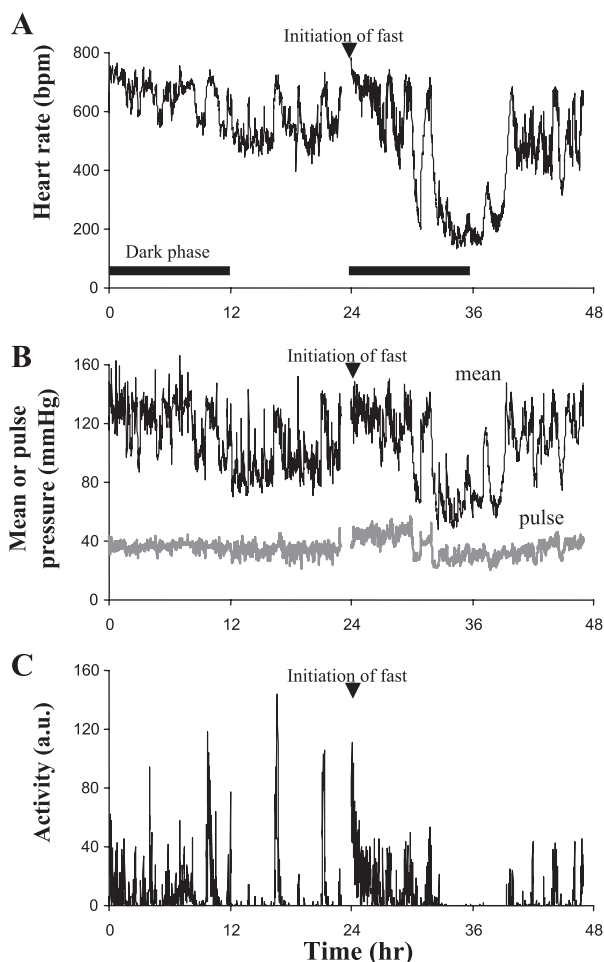 A
Initiation of fast
800
600
400
200
0
Heart rate (bpm)
Dark phase
0 12 24 36 48
B
Initiation of fast
mean
160
120
80
40
0
Mean or pulse
pressure (mmHg)
pulse
0 12 24 36 48
C
Initiation of fast
160
120
80
40
0
Activity (a.u.)
0 12 24 36 48
Time (hr)